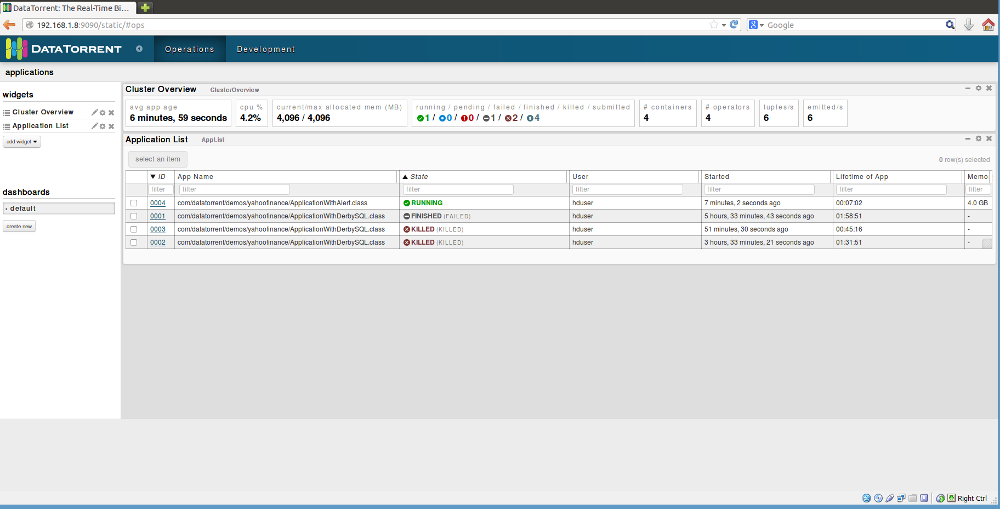 DataTorrent: The Real-Time Bi...
192.168.1.8:9090/static/#ops
8 Google
DATATORRENT Operations Development
applications
widgets
Cluster Overview
Application List
add widget
dashboards
default
create new
Cluster Overview ClusterOverview
avg app age cpu % current/max allocated mem (MB) running / pending / failed / finished / killed / submitted # containers # operators tuples/s emitted/s
6 minutes, 59 seconds 4.2% 4,096 / 4,096 1 / 0 / 0 / 1 / 2 / 4 4 4 6 6
Application List AppList
select an item 0 row(s) selected
ID App Name State User Started Lifetime of App Memo
filter filter filter filter filter filter filter
0004 com/datatorrent/demos/yahoofinance/ApplicationWithAlert.class RUNNING hduser 7 minutes, 2 seconds ago 00:07:02 4.0 GB
0001 com/datatorrent/demos/yahoofinance/ApplicationWithDerbySQL.class FINISHED (FAILED) hduser 5 hours, 33 minutes, 43 seconds ago 01:58:51 -
0003 com/datatorrent/demos/yahoofinance/ApplicationWithDerbySQL.class KILLED (KILLED) hduser 51 minutes, 30 seconds ago 00:45:16 -
0002 com/datatorrent/demos/yahoofinance/ApplicationWithDerbySQL.class KILLED (KILLED) hduser 3 hours, 33 minutes, 21 seconds ago 01:31:51 -
Right Ctrl